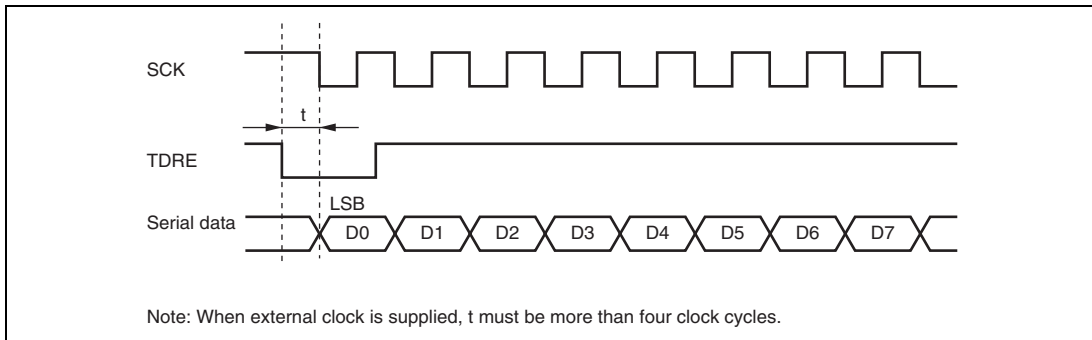 SCK
t
TDRE
LSB
Serial data
D0 D1 D2 D3 D4 D5 D6 D7
Note: When external clock is supplied, t must be more than four clock cycles.